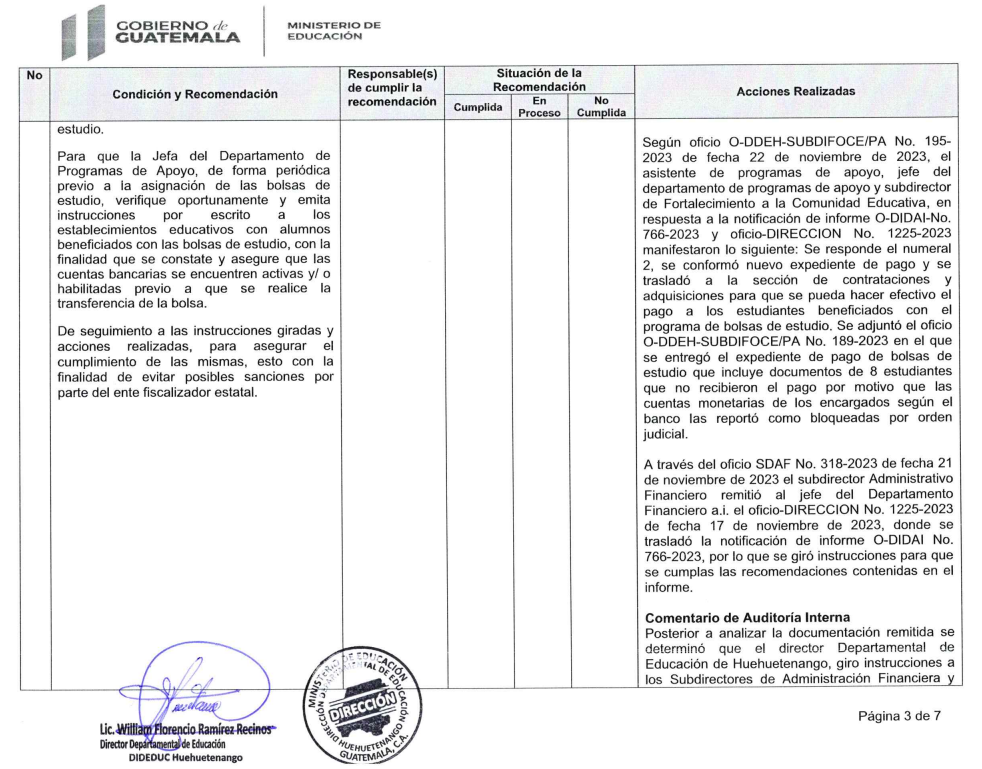 GOBIERNO de
GUATEMALA
MINISTERIO DE
EDUCACIÓN
No
Condición y Recomendación
Responsable(s)
de cumplir la
recomendación
Situación de la
Recomendación
Cumplida
En
Proceso
No
Cumplida
Acciones Realizadas
estudio.
Para que la Jefa del Departamento de
Programas de Apoyo, de forma periódica
previo a la asignación de las bolsas de
estudio, verifique oportunamente y emita
instrucciones por escrito a los
establecimientos educativos con alumnos
beneficiados con las bolsas de estudio, con la
finalidad que se constate y asegure que las
cuentas bancarias se encuentren activas y/ o
habilitadas previo a que se realice la
transferencia de la bolsa.
De seguimiento a las instrucciones giradas y
acciones realizadas, para asegurar el
cumplimiento de las mismas, esto con la
finalidad de evitar posibles sanciones por
parte del ente fiscalizador estatal.
Según oficio O-DDEH-SUBDIFOCE/PA No. 195-
2023 de fecha 22 de noviembre de 2023, el
asistente de programas de apoyo, jefe del
departamento de programas de apoyo y subdirector
de Fortalecimiento a la Comunidad Educativa, en
respuesta a la notificación de informe O-DIDAI-No.
766-2023 y oficio-DIRECCION No. 1225-2023
manifestaron lo siguiente: Se responde el numeral
2, se conformó nuevo expediente de pago y se
trasladó a la sección de contrataciones y
adquisiciones para que se pueda hacer efectivo el
pago a los estudiantes beneficiados con el
programa de bolsas de estudio. Se adjuntó el oficio
O-DDEH-SUBDIFOCE/PA No. 189-2023 en el que
se entregó el expediente de pago de bolsas de
estudio que incluye documentos de 8 estudiantes
que no recibieron el pago por motivo que las
cuentas monetarias de los encargados según el
banco las reportó como bloqueadas por orden
judicial.
A través del oficio SDAF No. 318-2023 de fecha 21
de noviembre de 2023 el subdirector Administrativo
Financiero remitió al jefe del Departamento
Financiero a.i. el oficio-DIRECCION No. 1225-2023
de fecha 17 de noviembre de 2023, donde se
trasladó la notificación de informe O-DIDAI No.
766-2023, por lo que se giró instrucciones para que
se cumplas las recomendaciones contenidas en el
informe.
Comentario de Auditoría Interna
Posterior a analizar la documentación remitida se
determinó que el director Departamental de
Educación de Huehuetenango, giro instrucciones a
los Subdirectores de Administración Financiera y
Lic. William Florencio Ramírez Recinos
Director Departamental de Educación
DIDEDUC Huehuetenango
MINISTERIO DE EDUCACIÓN
DIRECCIÓN DEPARTAMENTAL DE EDUCACIÓN
DIRECCIÓN
HUEHUETENANGO
GUATEMALA, C.A.
Página 3 de 7